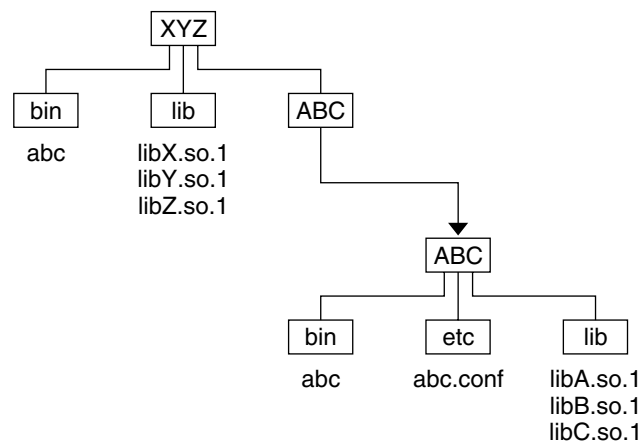 XYZ
bin lib ABC
abc libX.so.1
libY.so.1
libZ.so.1
ABC
bin etc lib
abc abc.conf libA.so.1
libB.so.1
libC.so.1